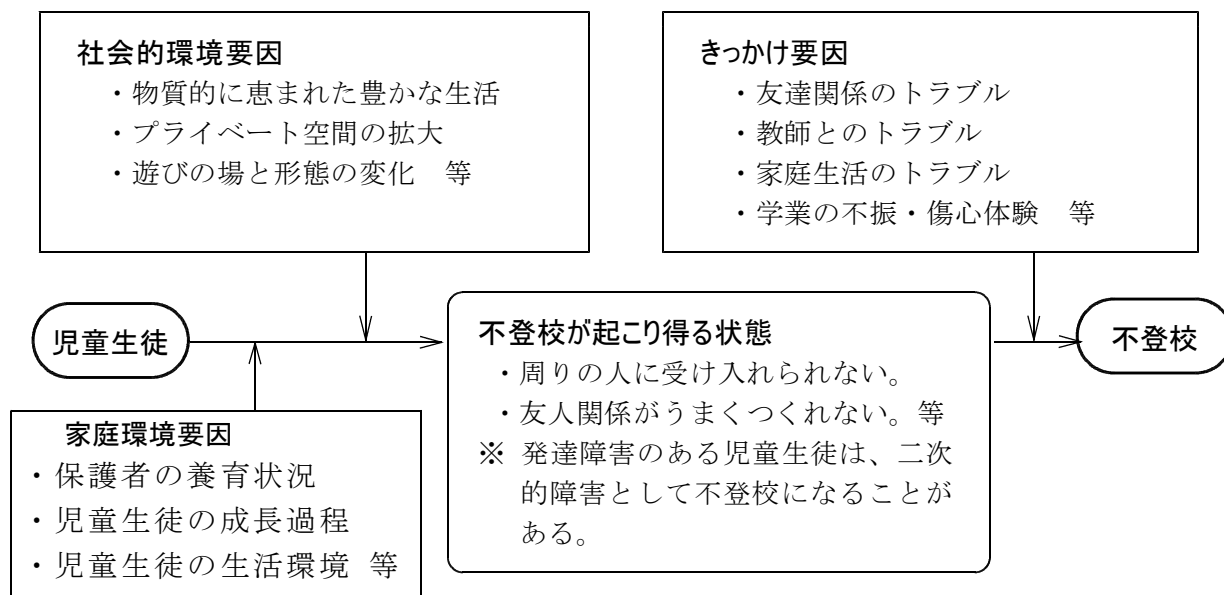 社会的環境要因
・物質的に恵まれた豊かな生活
・プライベート空間の拡大
・遊びの場と形態の変化　等
きっかけ要因
・友達関係のトラブル
・教師とのトラブル
・家庭生活のトラブル
・学業の不振・傷心体験　等
児童生徒
不登校が起こり得る状態
・周りの人に受け入れられない。
・友人関係がうまくつくれない。等
※ 発達障害のある児童生徒は、二次
的障害として不登校になることが
ある。
不登校
家庭環境要因
・保護者の養育状況
・児童生徒の成長過程
・児童生徒の生活環境　等